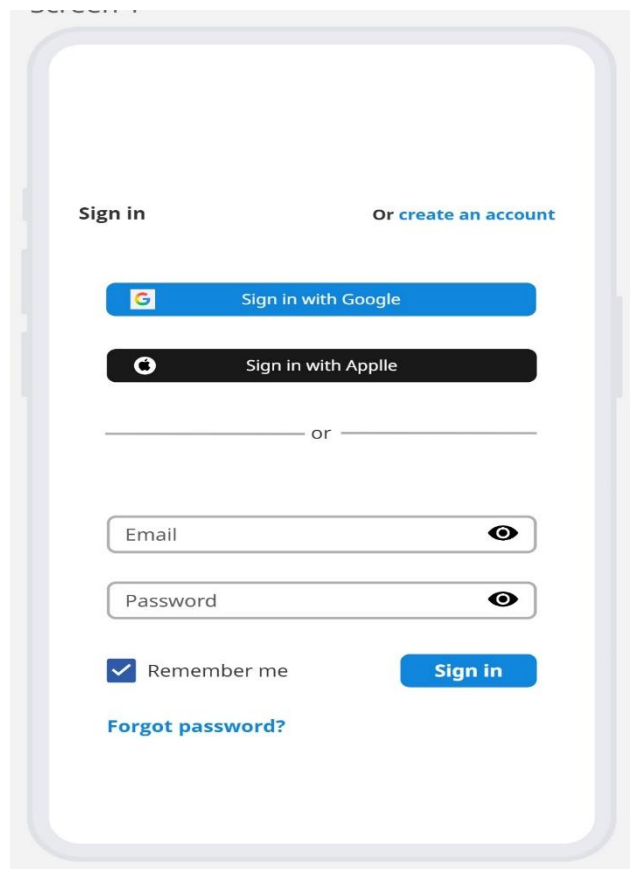 Sign in
Or create an account
Sign in with Google
Sign in with Applle
or
Email
Password
Remember me
Sign in
Forgot password?